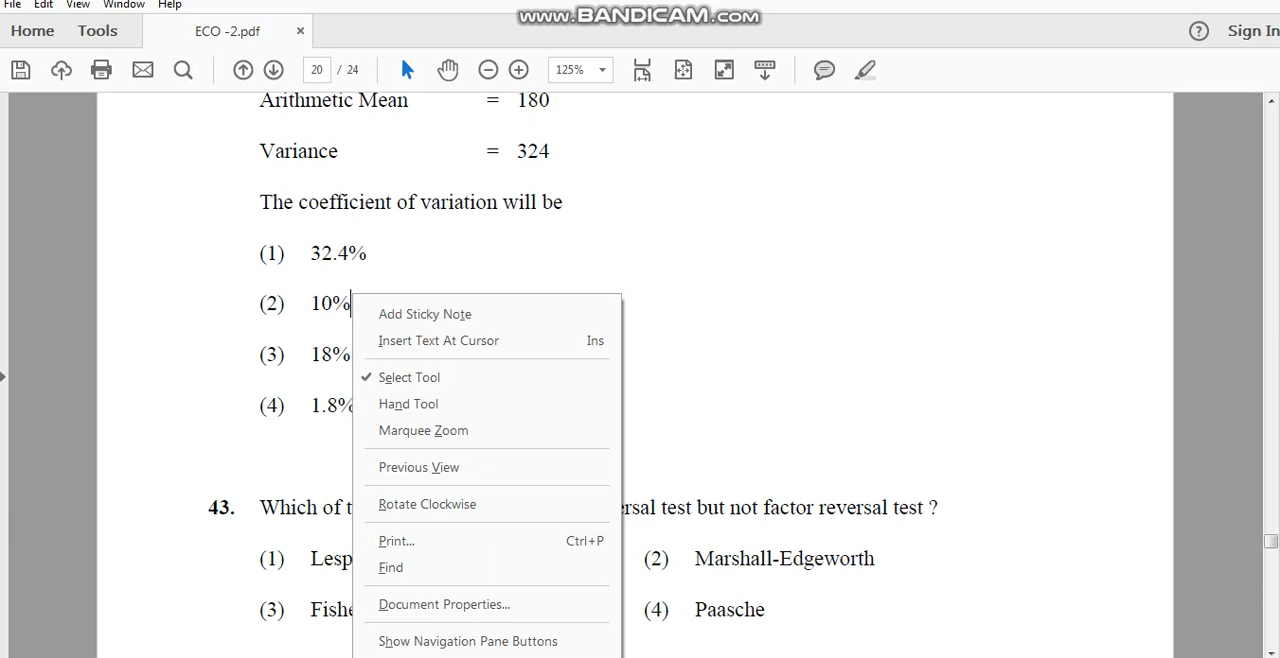 File Edit View Window Help
www.BANDICAM.com
Home Tools ECO -2.pdf × ? Sign In
20 / 24 125%
Arithmetic Mean = 180
Variance = 324
The coefficient of variation will be
(1) 32.4%
(2) 10%
(3) 18%
(4) 1.8%
Add Sticky Note
Insert Text At Cursor Ins
Select Tool
Hand Tool
Marquee Zoom
Previous View
Rotate Clockwise
Print... Ctrl+P
Find
Document Properties...
Show Navigation Pane Buttons
43. Which of t rsal test but not factor reversal test ?
(1) Lesp (2) Marshall-Edgeworth
(3) Fishe (4) Paasche